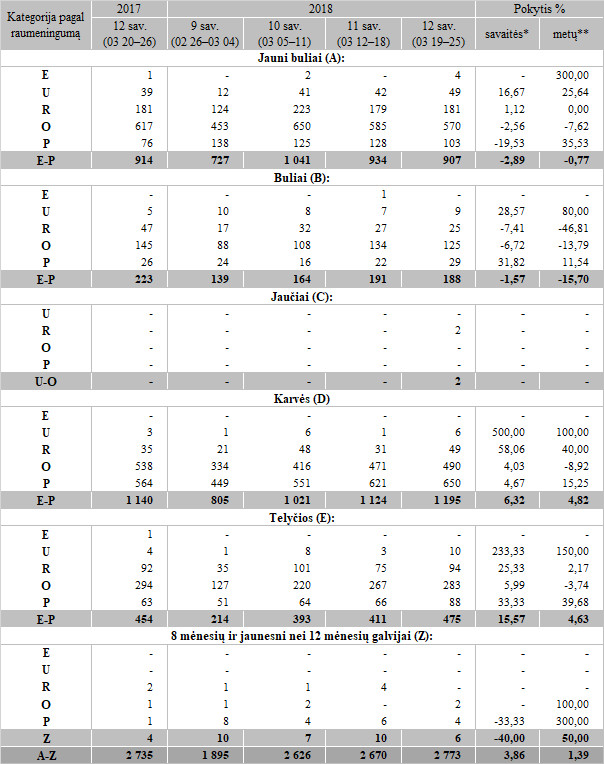 Kategorija pagal raumeningumą 2017 2018 Pokytis %
12 sav. (03 20–26) 9 sav. (02 26–03 04) 10 sav. (03 05–11) 11 sav. (03 12–18) 12 sav. (03 19–25) savaitės* metų**
Jauni buliai (A):
E 1 - 2 - 4 - 300,00
U 39 12 41 42 49 16,67 25,64
R 181 124 223 179 181 1,12 0,00
O 617 453 650 585 570 -2,56 -7,62
P 76 138 125 128 103 -19,53 35,53
E-P 914 727 1 041 934 907 -2,89 -0,77
Buliai (B):
E - - - 1 - - -
U 5 10 8 7 9 28,57 80,00
R 47 17 32 27 25 -7,41 -46,81
O 145 88 108 134 125 -6,72 -13,79
P 26 24 16 22 29 31,82 11,54
E-P 223 139 164 191 188 -1,57 -15,70
Jaučiai (C):
U - - - - - - -
R - - - - 2 - -
O - - - - - - -
P - - - - - - -
U-O - - - - 2 - -
Karvės (D)
E - - - - - - -
U 3 1 6 1 6 500,00 100,00
R 35 21 48 31 49 58,06 40,00
O 538 334 416 471 490 4,03 -8,92
P 564 449 551 621 650 4,67 15,25
E-P 1 140 805 1 021 1 124 1 195 6,32 4,82
Telyčios (E):
E 1 - - - - - -
U 4 1 8 3 10 233,33 150,00
R 92 35 101 75 94 25,33 2,17
O 294 127 220 267 283 5,99 -3,74
P 63 51 64 66 88 33,33 39,68
E-P 454 214 393 411 475 15,57 4,63
8 mėnesių ir jaunesni nei 12 mėnesių galvijai (Z):
E - - - - - - -
U - - - - - - -
R 2 1 1 4 - - -
O 1 1 2 - 2 - 100,00
P 1 8 4 6 4 -33,33 300,00
Z 4 10 7 10 6 -40,00 50,00
A-Z 2 735 1 895 2 626 2 670 2 773 3,86 1,39